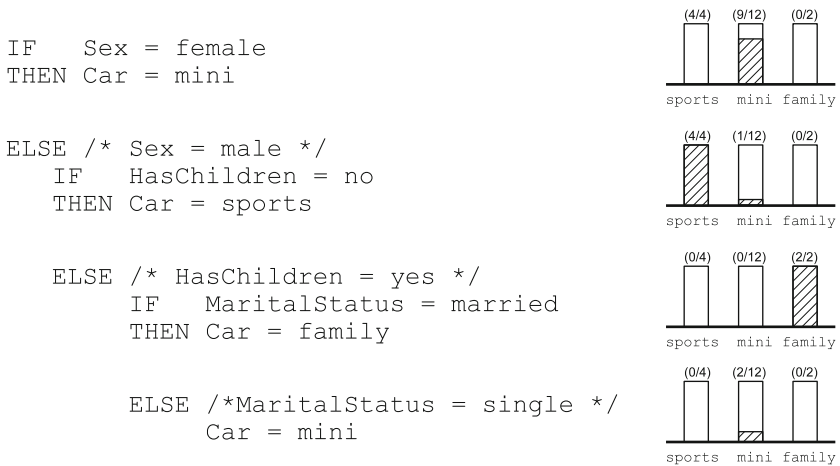 (4/4) (9/12) (0/2)
IF Sex = female
THEN Car = mini
sports mini family
(4/4) (1/12) (0/2)
ELSE /* Sex = male */
IF HasChildren = no
THEN Car = sports
sports mini family
(0/4) (0/12) (2/2)
ELSE /* HasChildren = yes */
IF MaritalStatus = married
THEN Car = family
sports mini family
(0/4) (2/12) (0/2)
ELSE /*MaritalStatus = single */
Car = mini
sports mini family